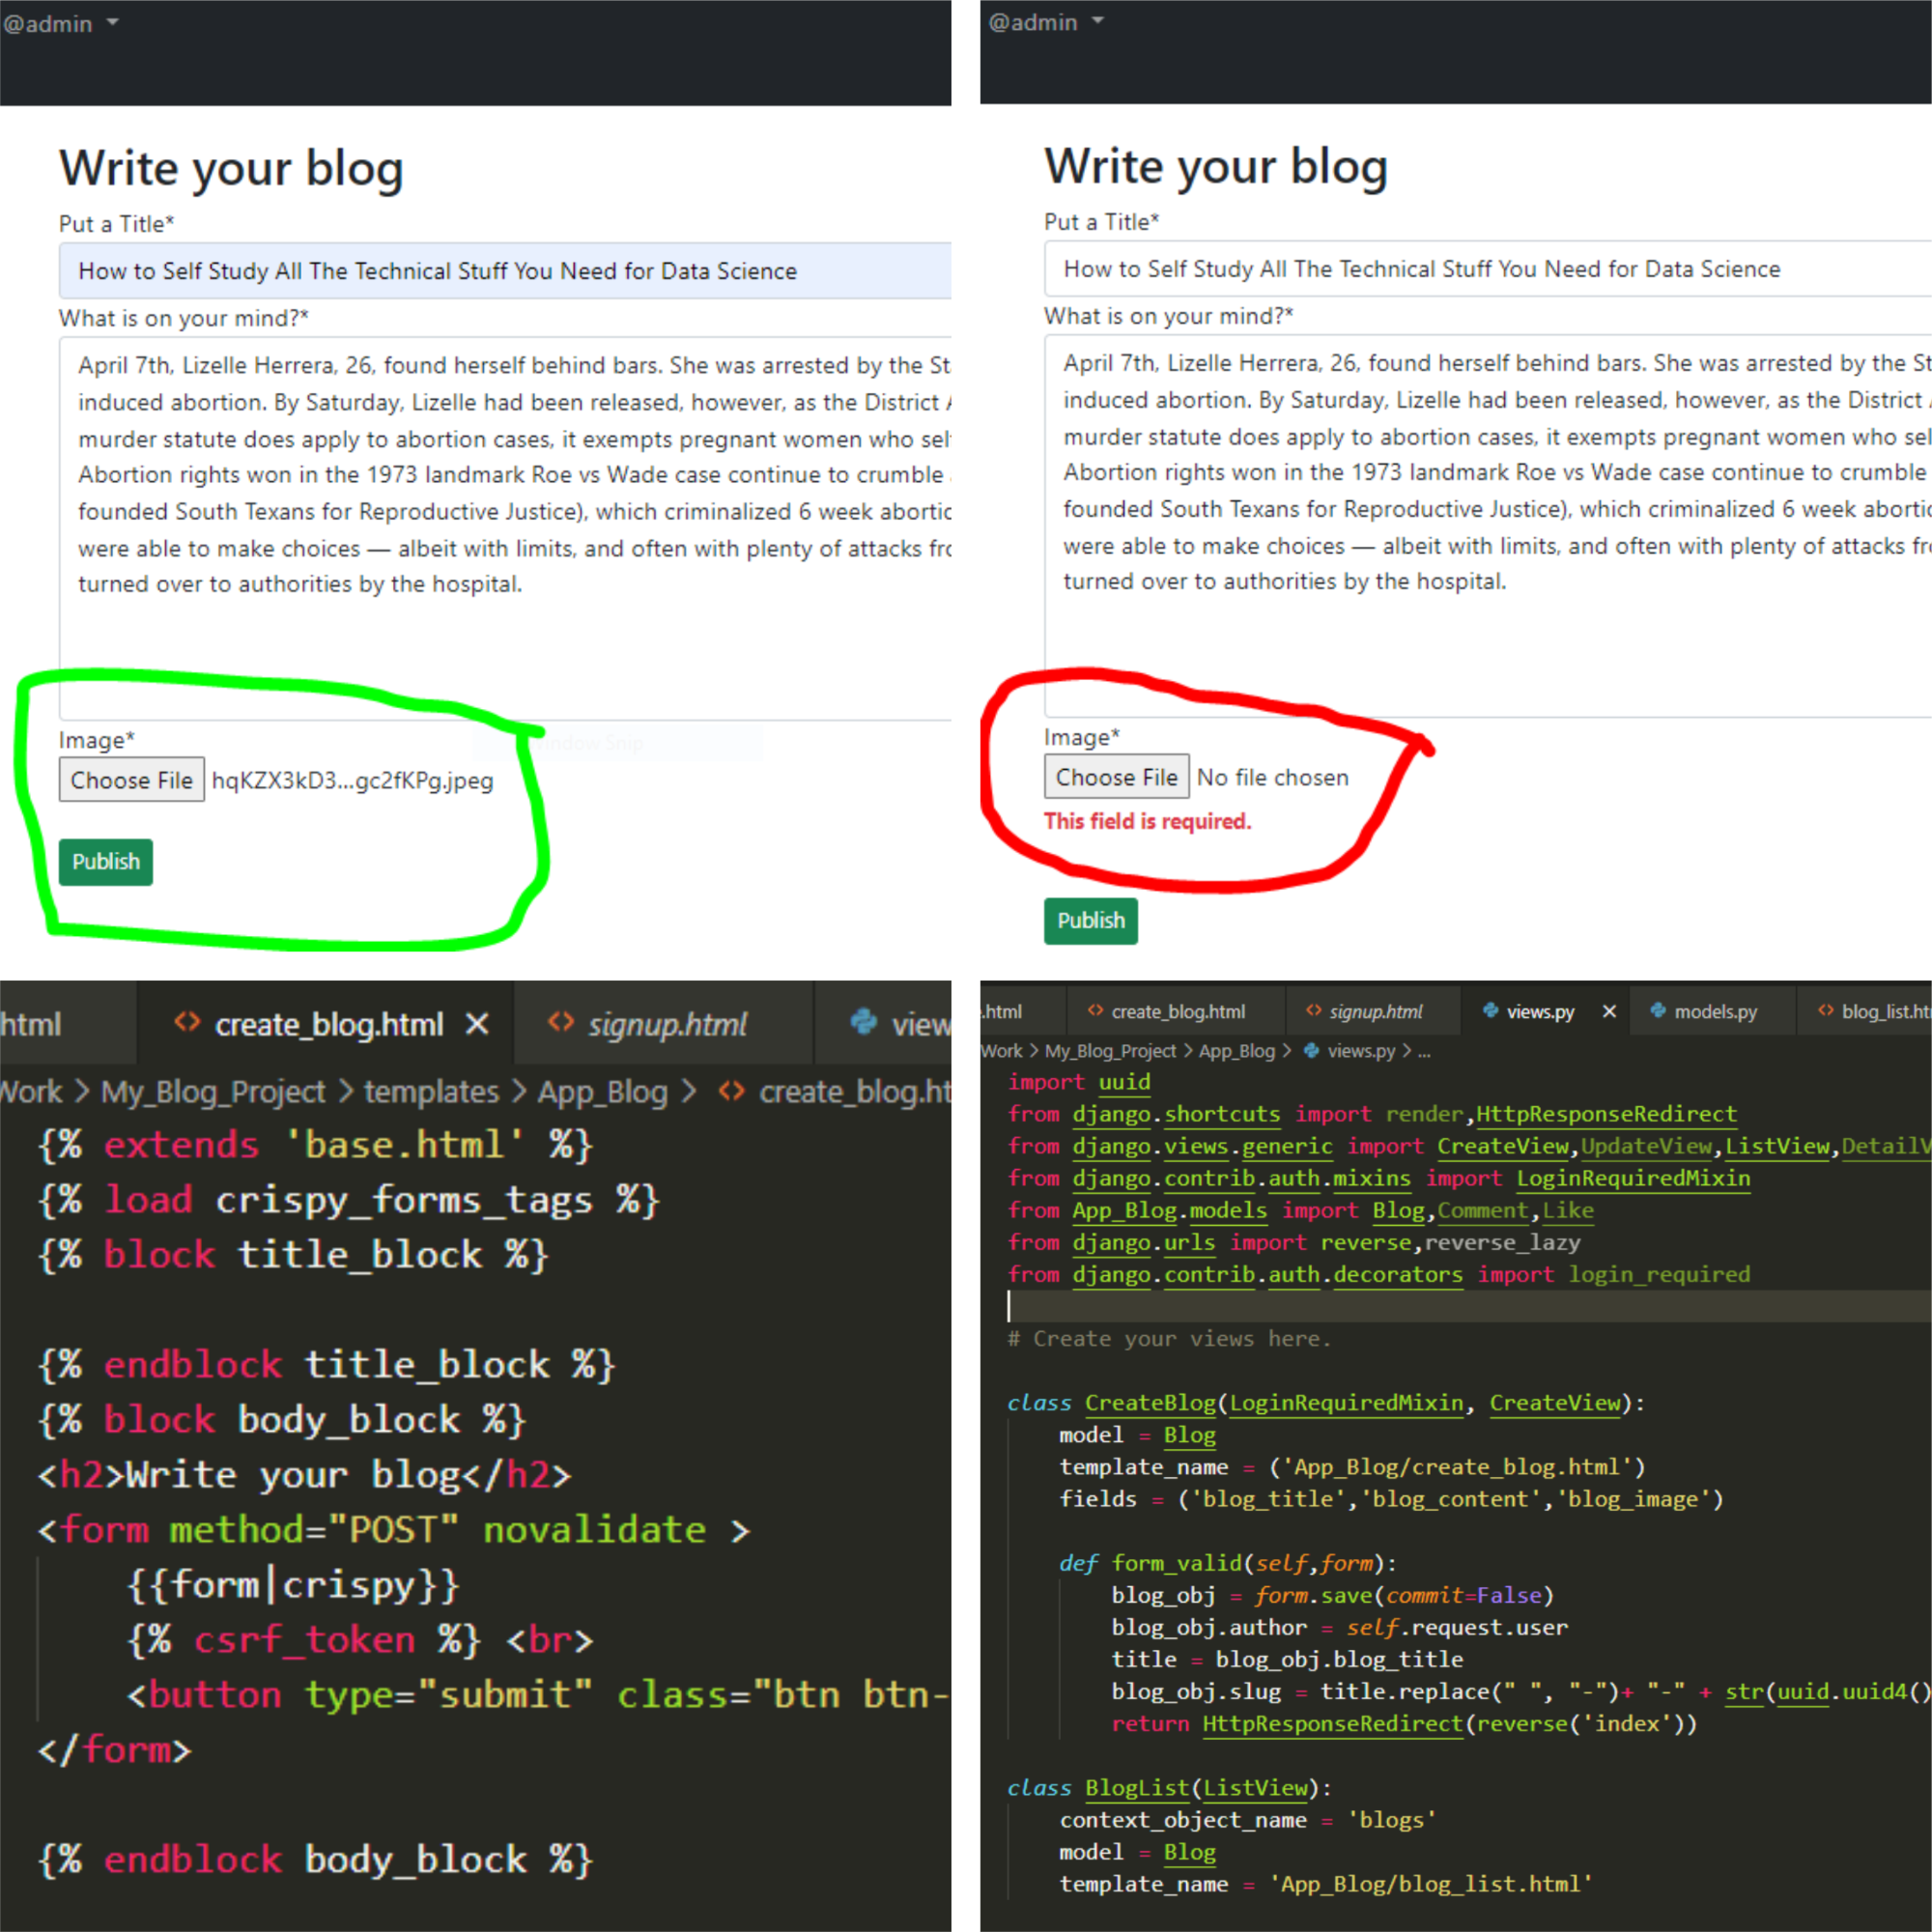 @admin
Write your blog
Put a Title*
How to Self Study All The Technical Stuff You Need for Data Science
What is on your mind?*
April 7th, Lizelle Herrera, 26, found herself behind bars. She was arrested by the St
induced abortion. By Saturday, Lizelle had been released, however, as the District
murder statute does apply to abortion cases, it exempts pregnant women who sel
Abortion rights won in the 1973 landmark Roe vs Wade case continue to crumble
founded South Texans for Reproductive Justice), which criminalized 6 week abortic
were able to make choices — albeit with limits, and often with plenty of attacks fro
turned over to authorities by the hospital.
Image*
Choose File hqKZX3kD3...gc2fKPg.jpeg
Window Snip
Publish
@admin
Write your blog
Put a Title*
How to Self Study All The Technical Stuff You Need for Data Science
What is on your mind?*
April 7th, Lizelle Herrera, 26, found herself behind bars. She was arrested by the St
induced abortion. By Saturday, Lizelle had been released, however, as the District
murder statute does apply to abortion cases, it exempts pregnant women who sel
Abortion rights won in the 1973 landmark Roe vs Wade case continue to crumble
founded South Texans for Reproductive Justice), which criminalized 6 week abortic
were able to make choices — albeit with limits, and often with plenty of attacks fr
turned over to authorities by the hospital.
Image*
Choose File No file chosen
This field is required.
Publish
html <> create_blog.html × <> signup.html view
Work > My_Blog_Project > templates > App_Blog > <> create_blog.ht
{% extends 'base.html' %}
{% load crispy_forms_tags %}
{% block title_block %}
{% endblock title_block %}
{% block body_block %}
<h2>Write your blog</h2>
<form method="POST" novalidate >
{{form|crispy}}
{% csrf_token %} <br>
<button type="submit" class="btn btn-
</form>
{% endblock body_block %}
.html <> create_blog.html <> signup.html views.py × models.py <> blog_list.ht
Work > My_Blog_Project > App_Blog > views.py > ...
import uuid
from django.shortcuts import render,HttpResponseRedirect
from django.views.generic import CreateView,UpdateView,ListView,DetailV
from django.contrib.auth.mixins import LoginRequiredMixin
from App_Blog.models import Blog,Comment,Like
from django.urls import reverse,reverse_lazy
from django.contrib.auth.decorators import login_required
# Create your views here.
class CreateBlog(LoginRequiredMixin, CreateView):
model = Blog
template_name = ('App_Blog/create_blog.html')
fields = ('blog_title','blog_content','blog_image')
def form_valid(self,form):
blog_obj = form.save(commit=False)
blog_obj.author = self.request.user
title = blog_obj.blog_title
blog_obj.slug = title.replace(" ", "-")+ "-" + str(uuid.uuid4()
return HttpResponseRedirect(reverse('index'))
class BlogList(ListView):
context_object_name = 'blogs'
model = Blog
template_name = 'App_Blog/blog_list.html'